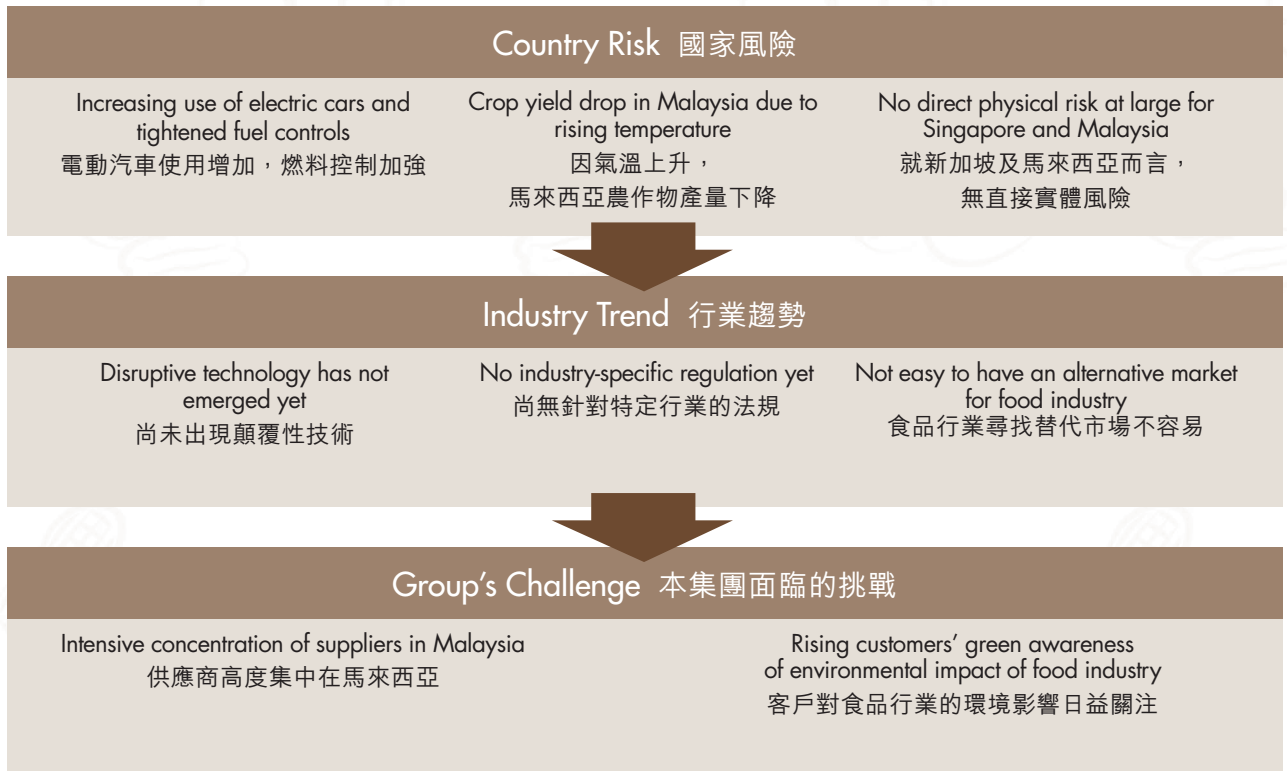 Country Risk 國家風險
Increasing use of electric cars and
tightened fuel controls
電動汽車使用增加，燃料控制加強
Crop yield drop in Malaysia due to
rising temperature
因氣溫上升，
馬來西亞農作物產量下降
No direct physical risk at large for
Singapore and Malaysia
就新加坡及馬來西亞而言，
無直接實體風險
Industry Trend 行業趨勢
Disruptive technology has not
emerged yet
尚未出現顛覆性技術
No industry-specific regulation yet
尚無針對特定行業的法規
Not easy to have an alternative market
for food industry
食品行業尋找替代市場不容易
Group’s Challenge 本集團面臨的挑戰
Intensive concentration of suppliers in Malaysia
供應商高度集中在馬來西亞
Rising customers’ green awareness
of environmental impact of food industry
客戶對食品行業的環境影響日益關注